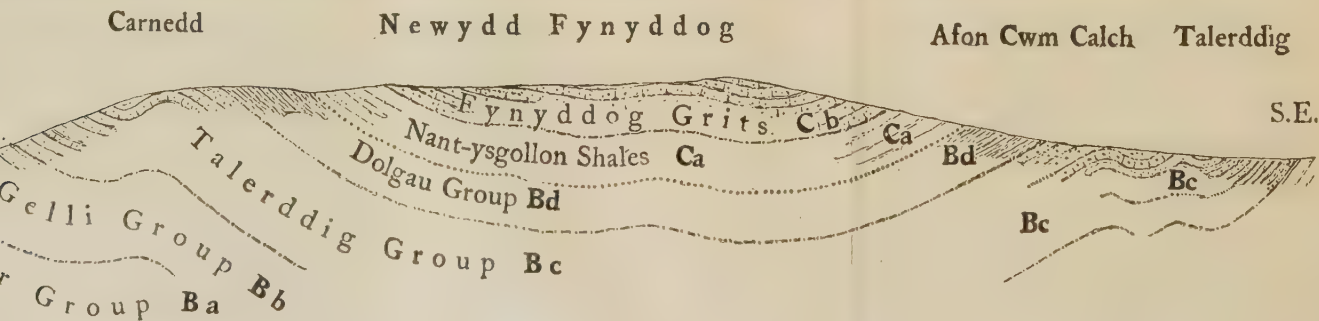 Carnedd
Newydd Fynyddog
Afon Cwm Calch
Talerddig
S.E.
Fynyddog Grits. Cb
Ca
Nant-ysgollon Shales Ca
Bd
Dolgau Group Bd
Bc
Talerddig Group Bc
Bc
Gelli Group Bb
Group Ba